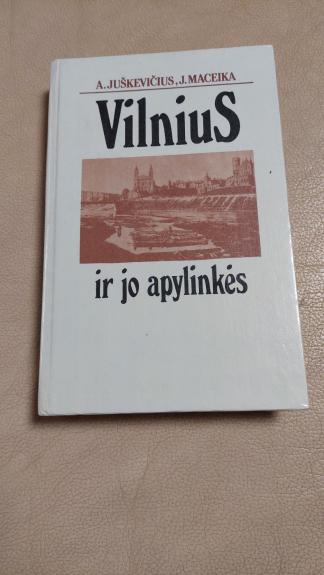 A. JUŠKEVIČIUS, J. MACEIKA
VilniuS
ir jo apylinkės